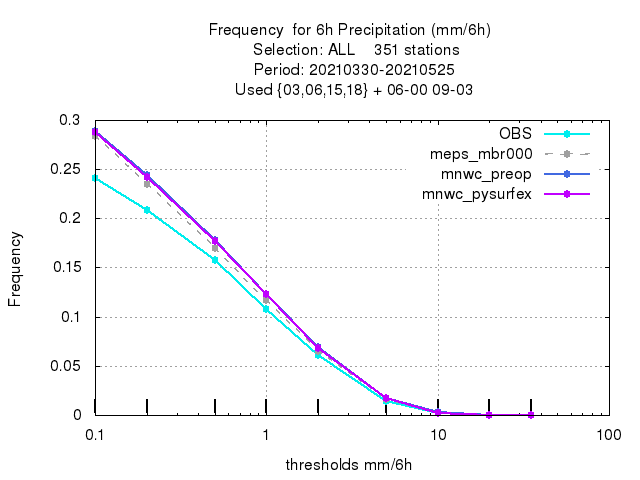 Frequency for 6h Precipitation (mm/6h)
Selection: ALL 351 stations
Period: 20210330-20210525
Used {03,06,15,18} + 06-00 09-03
OBS
meps_mbr000
mnwc_preop
mnwc_pysurfex
0.3
0.25
0.2
0.15
0.1
0.05
0
Frequency
0.1 1 10 100
thresholds mm/6h